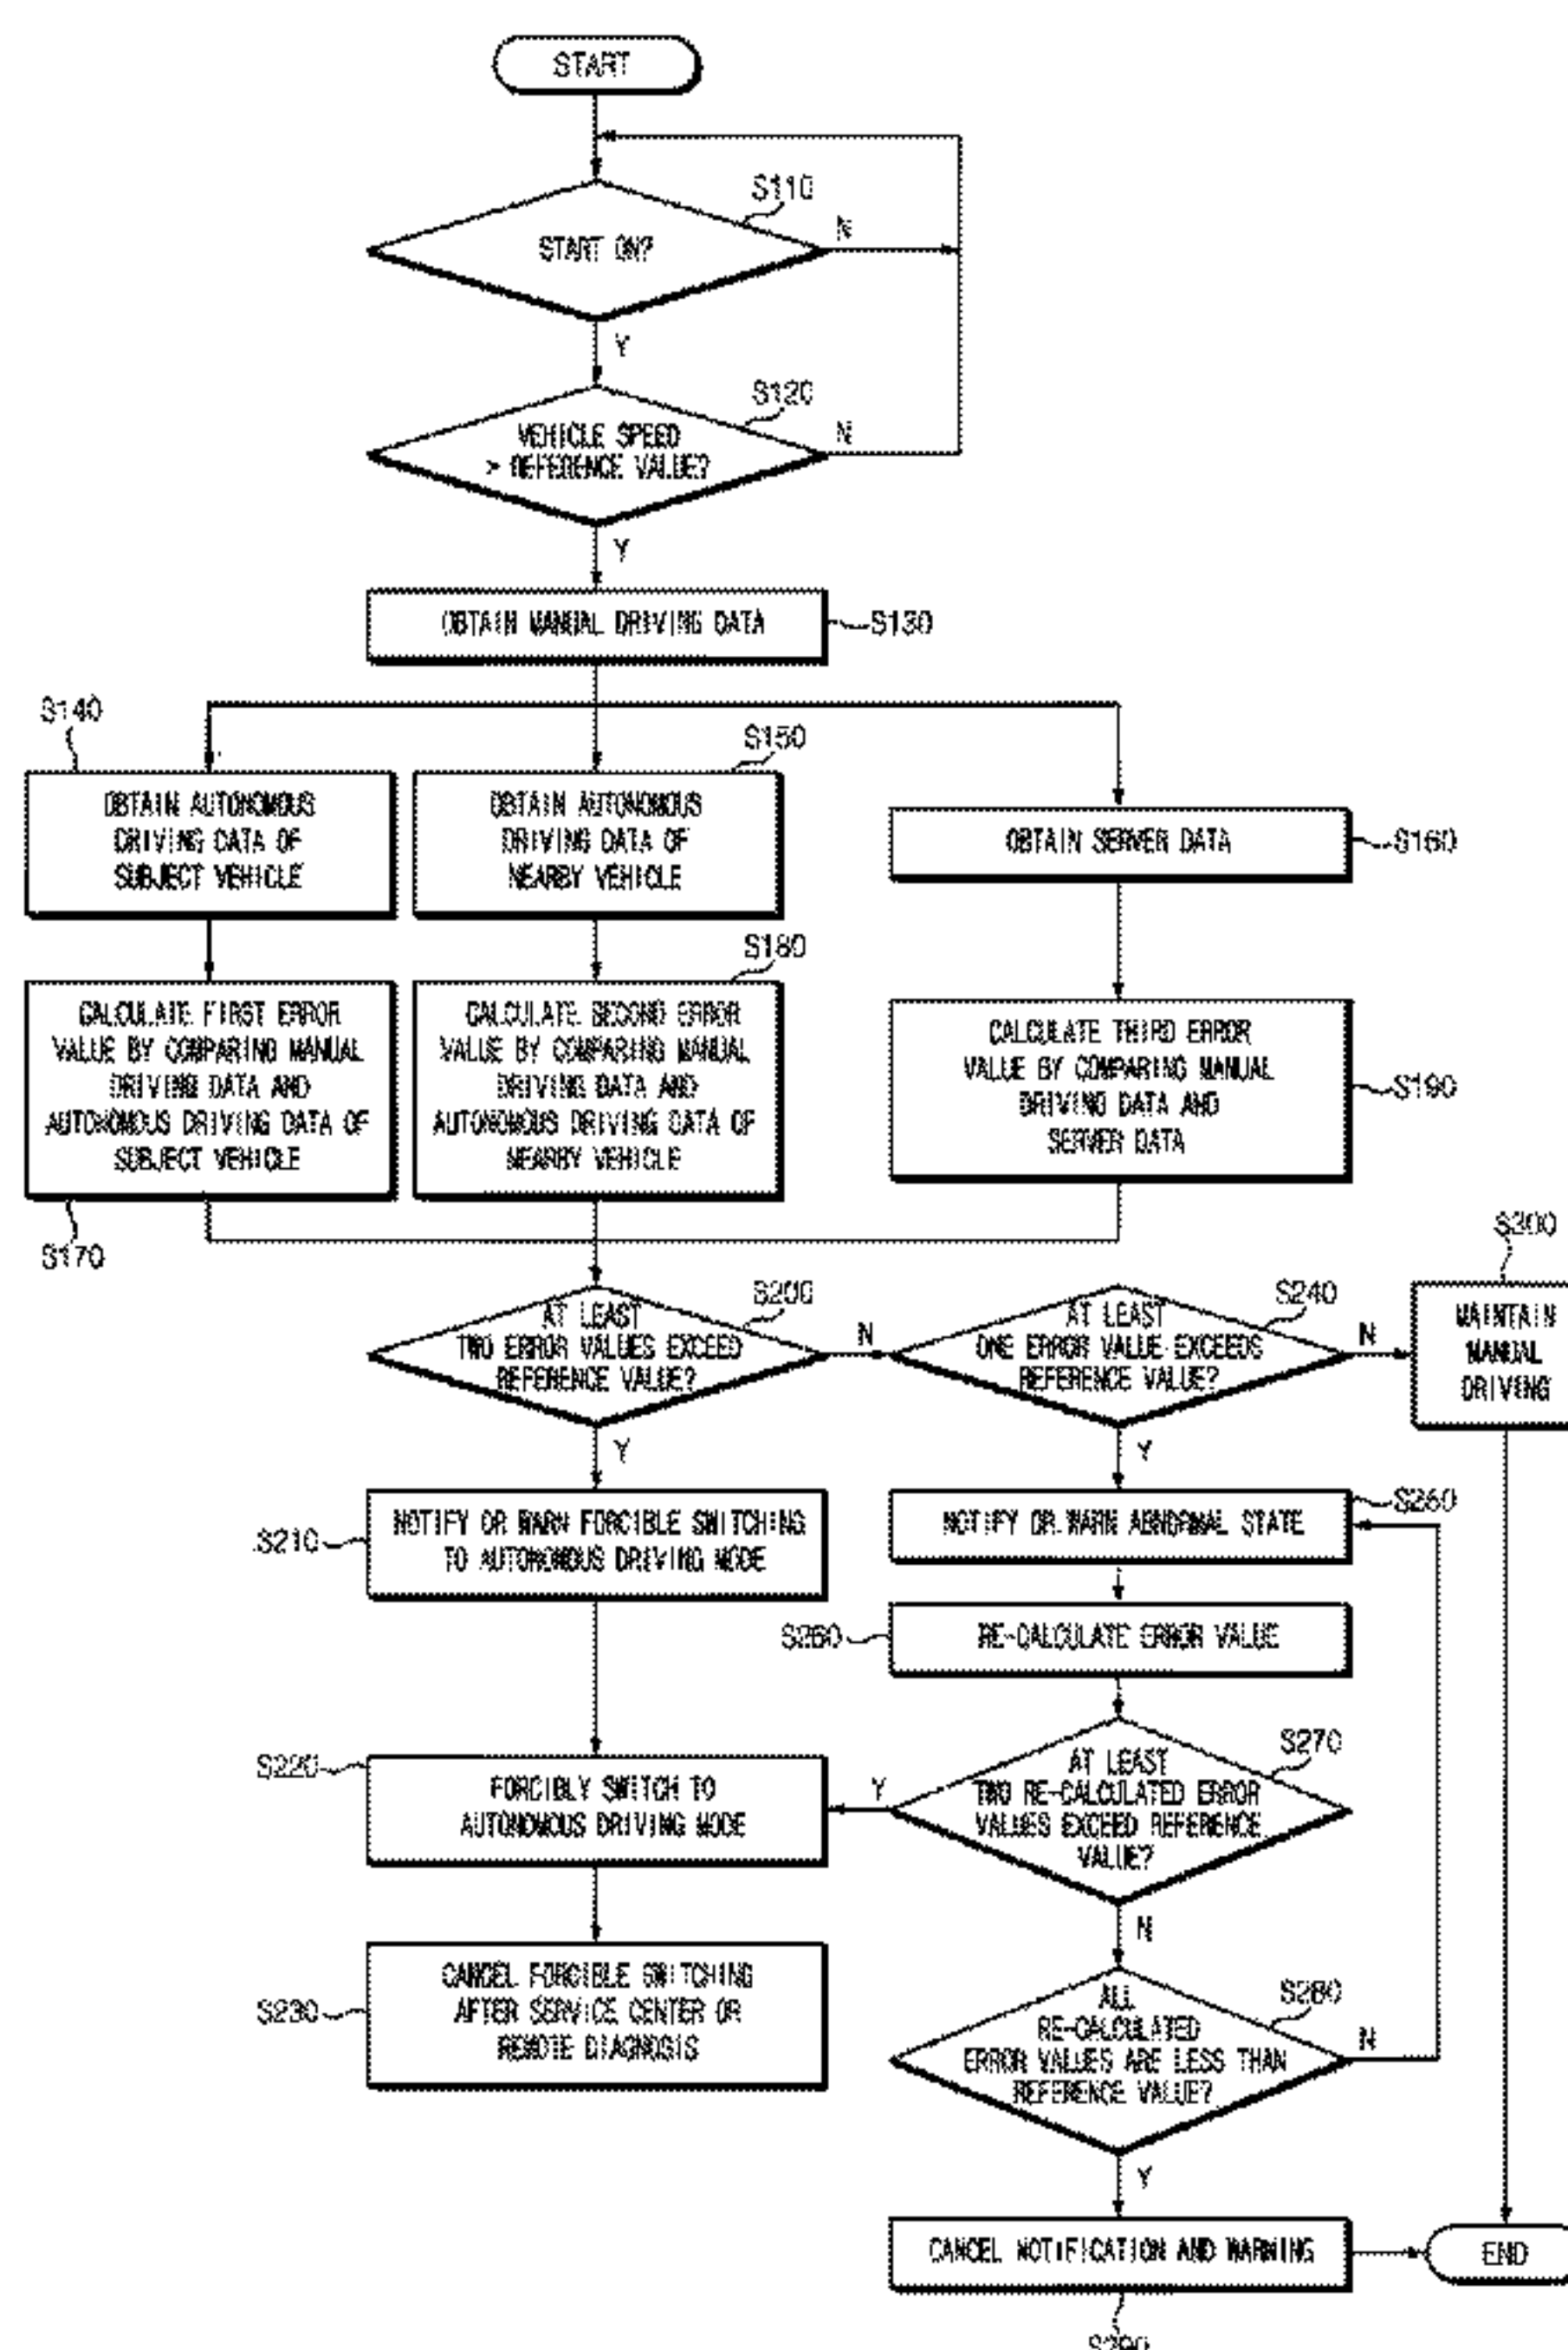 START
S110
START ON?
N
Y
S120
VEHICLE SPEED
> REFERENCE VALUE?
N
Y
OBTAIN MANUAL DRIVING DATA
S130
S140
S150
OBTAIN AUTONOMOUS
DRIVING DATA OF
SUBJECT VEHICLE
OBTAIN AUTONOMOUS
DRIVING DATA OF
NEARBY VEHICLE
OBTAIN SERVER DATA
S160
S180
CALCULATE FIRST ERROR
VALUE BY COMPARING MANUAL
DRIVING DATA AND
AUTONOMOUS DRIVING DATA OF
SUBJECT VEHICLE
CALCULATE SECOND ERROR
VALUE BY COMPARING MANUAL
DRIVING DATA AND
AUTONOMOUS DRIVING DATA OF
NEARBY VEHICLE
CALCULATE THIRD ERROR
VALUE BY COMPARING MANUAL
DRIVING DATA AND
SERVER DATA
S190
S170
S200
AT LEAST
TWO ERROR VALUES EXCEED
REFERENCE VALUE?
N
Y
S240
AT LEAST
ONE ERROR VALUE EXCEEDS
REFERENCE VALUE?
N
Y
S300
MAINTAIN
MANUAL
DRIVING
S210
NOTIFY OR WARN FORCIBLE SWITCHING
TO AUTONOMOUS DRIVING MODE
NOTIFY OR WARN ABNORMAL STATE
S250
S260
RE-CALCULATE ERROR VALUE
S220
FORCIBLY SWITCH TO
AUTONOMOUS DRIVING MODE
Y
S270
AT LEAST
TWO RE-CALCULATED ERROR
VALUES EXCEED REFERENCE
VALUE?
N
S230
CANCEL FORCIBLE SWITCHING
AFTER SERVICE CENTER OR
REMOTE DIAGNOSIS
S280
ALL
RE-CALCULATED
ERROR VALUES ARE LESS THAN
REFERENCE VALUE?
N
Y
CANCEL NOTIFICATION AND WARNING
END
S290